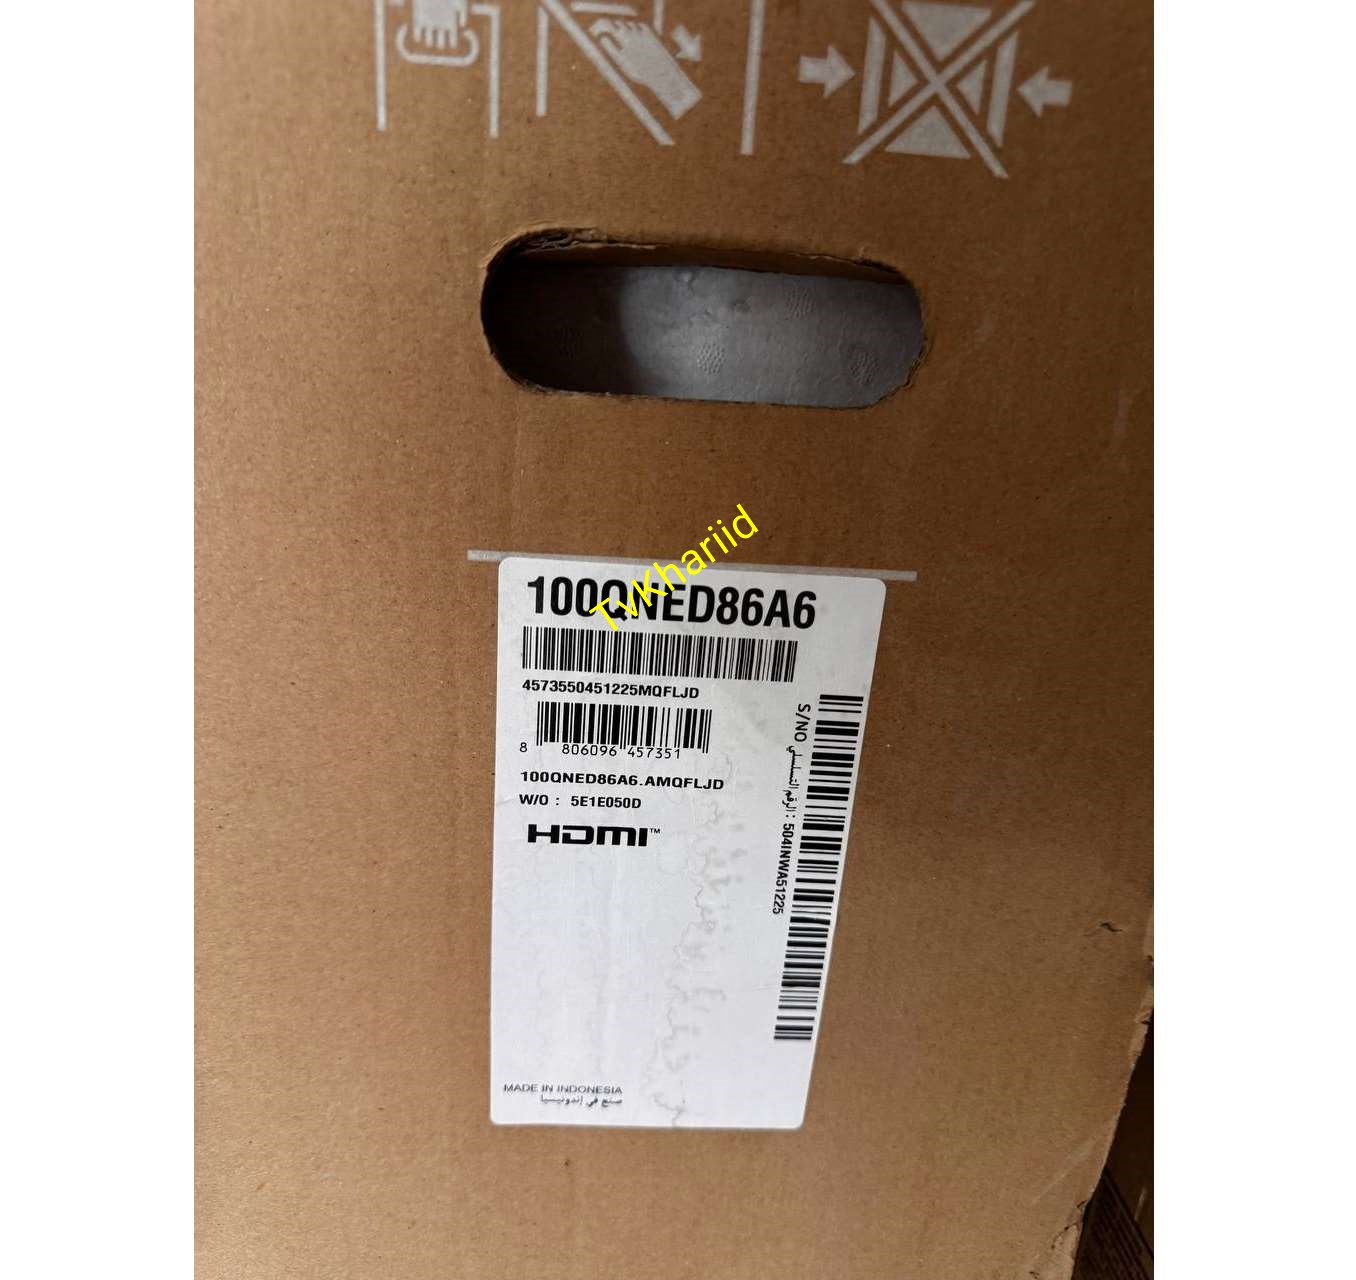 TvKhariid
100QNED86A6
4573550451225MQFLJD
8 806096 457351
100QNED86A6.AMQFLJD
W/O : 5E1E050D
HDMI™
S/NO الرقم التسلسلي : 504INWA51225
MADE IN INDONESIA
صنع في إندونيسيا